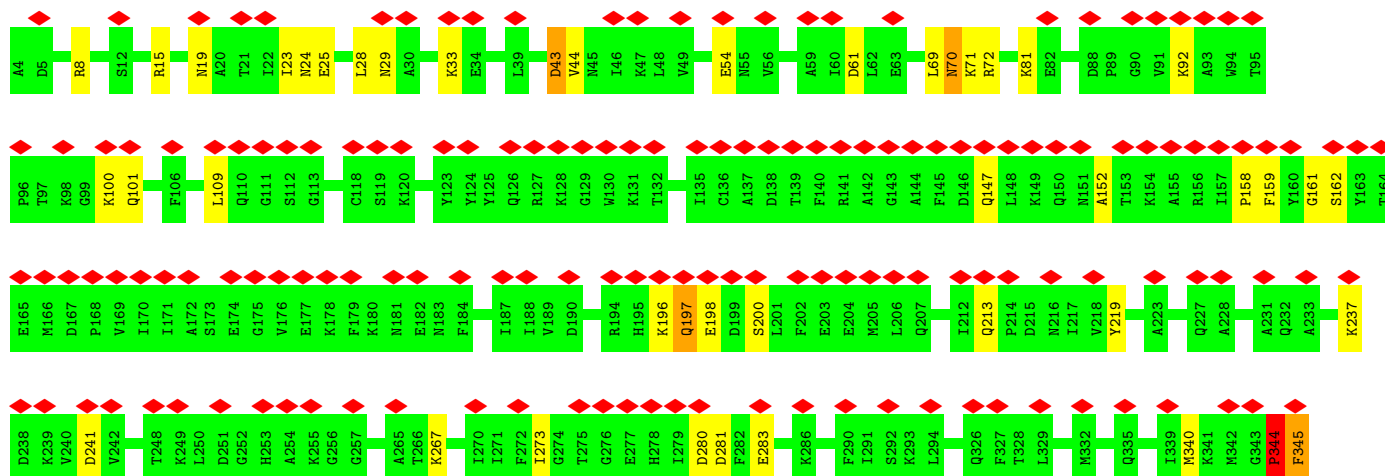 A4 D5 R8 S12 R15 N19 A20 T21 I22 I23 N24 E25 L28 N29 A30 K33 E34 L39 D43 V44 N45 I46 K47 L48 V49 E54 N55 V56 A59 I60 D61 L62 E63 L69 N70 K71 R72 K81 E82 D88 P89 G90 V91 K92 A93 W94 T95
P96 T97 K98 G99 K100 Q101 F106 L109 Q110 G111 S112 G113 C118 S119 K120 Y123 Y124 Y125 Q126 R127 K128 G129 W130 K131 T132 I135 C136 A137 D138 T139 F140 R141 A142 G143 A144 F145 D146 Q147 L148 K149 Q150 N151 A152 T153 K154 A155 R156 I157 P158 F159 Y160 G161 S162 Y163 T164
E165 M166 D167 P168 V169 I170 I171 A172 S173 E174 G175 V176 E177 K178 F179 K180 N181 E182 N183 F184 I187 I188 V189 D190 R194 H195 K196 Q197 E198 D199 S200 L201 F202 E203 E204 M205 L206 Q207 I212 Q213 P214 D215 N216 I217 V218 Y219 A223 Q227 A228 A231 Q232 A233 K237
D238 K239 V240 D241 V242 T248 K249 L250 D251 G252 H253 A254 K255 G256 G257 A265 T266 K267 I270 I271 F272 I273 G274 T275 G276 E277 H278 I279 D280 D281 F282 E283 K286 F290 I291 S292 K293 L294 Q326 F327 T328 L329 M332 Q335 I339 M340 K341 M342 G343 P344 F345